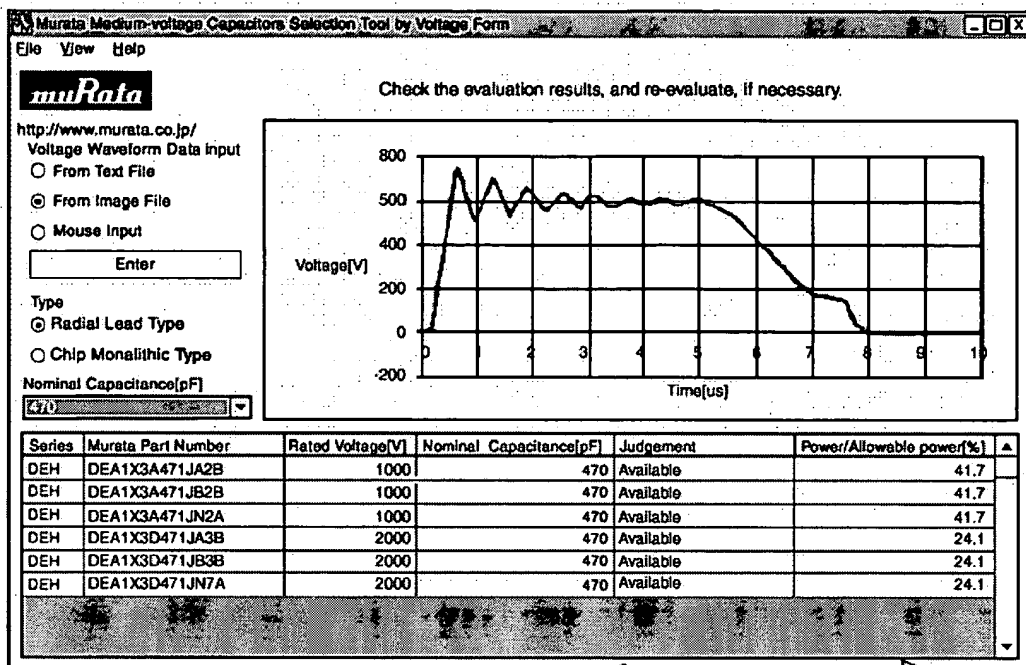 Murata Medium-voltage Capacitors Selection Tool by Voltage Form
File View Help
muRata
Check the evaluation results, and re-evaluate, if necessary.
http://www.murata.co.jp/
Voltage Waveform Data Input
From Text File
From Image File
Mouse Input
Enter
Type
Radial Lead Type
Chip Monalithic Type
Nominal Capacitance[pF]
470
800
500
400
200
0
-200
Voltage[V]
0 1 2 3 4 5 6 7 8 9 10
Time[us]
Series Murata Part Number Rated Voltage[V] Nominal Capacitance[pF] Judgement Power/Allowable power[%]
DEH DEA1X3A471JA2B 1000 470 Available 41.7
DEH DEA1X3A471JB2B 1000 470 Available 41.7
DEH DEA1X3A471JN2A 1000 470 Available 41.7
DEH DEA1X3D471JA3B 2000 470 Available 24.1
DEH DEA1X3D471JB3B 2000 470 Available 24.1
DEH DEA1X3D471JN7A 2000 470 Available 24.1